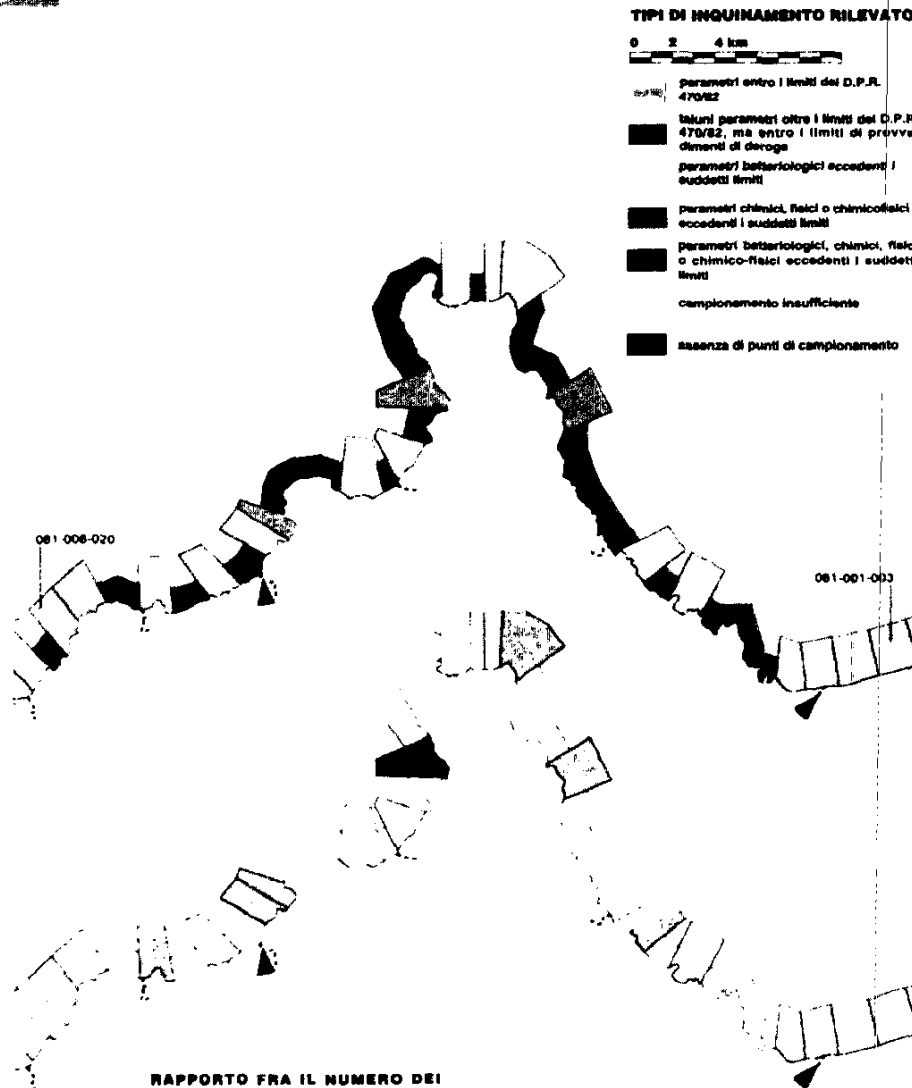 TIPI DI INQUINAMENTO RILEVATO
0 2 4 km
parametri entro i limiti del D.P.R.
470/82
taluni parametri oltre i limiti del D.P.R
470/82, ma entro i limiti di provve
dimenti di deroga
parametri batteriologici eccedenti i
suddetti limiti
parametri chimici, fisici o chimicofisici
eccedenti i suddetti limiti
parametri batteriologici, chimici, fisic
o chimico-fisici eccedenti i suddett
limiti
campionamento insufficiente
assenza di punti di campionamento
081-008-020
081-001-003
RAPPORTO FRA IL NUMERO DEI